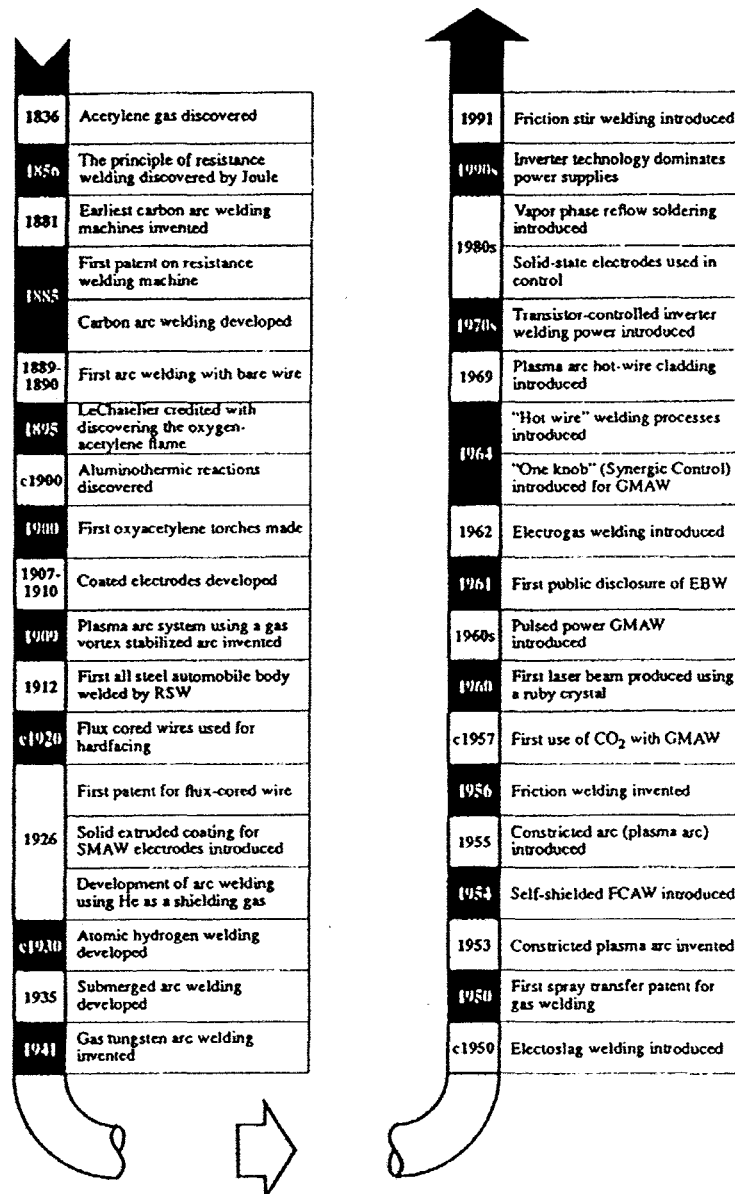 1836
Acetylene gas discovered
1856
The principle of resistance
welding discovered by Joule
1881
Earliest carbon arc welding
machines invented
1885
First patent on resistance
welding machine
Carbon arc welding developed
1889-
1890
First arc welding with bare wire
1895
LeChatelier credited with
discovering the oxygen-
acetylene flame
c1900
Aluminothermic reactions
discovered
1900
First oxyacetylene torches made
1907-
1910
Coated electrodes developed
1909
Plasma arc system using a gas
vortex stabilized arc invented
1912
First all steel automobile body
welded by RSW
c1920
Flux cored wires used for
hardfacing
1926
First patent for flux-cored wire
Solid extruded coating for
SMAW electrodes introduced
Development of arc welding
using He as a shielding gas
c1930
Atomic hydrogen welding
developed
1935
Submerged arc welding
developed
1941
Gas tungsten arc welding
invented
1991
Friction stir welding introduced
1990s
Inverter technology dominates
power supplies
1980s
Vapor phase reflow soldering
introduced
Solid-state electrodes used in
control
1970s
Transistor-controlled inverter
welding power introduced
1969
Plasma arc hot-wire cladding
introduced
1964
"Hot wire" welding processes
introduced
"One knob" (Synergic Control)
introduced for GMAW
1962
Electrogas welding introduced
1961
First public disclosure of EBW
1960s
Pulsed power GMAW
introduced
1960
First laser beam produced using
a ruby crystal
c1957
First use of CO₂ with GMAW
1956
Friction welding invented
1955
Constricted arc (plasma arc)
introduced
1954
Self-shielded FCAW introduced
1953
Constricted plasma arc invented
1950
First spray transfer patent for
gas welding
c1950
Electoslag welding introduced